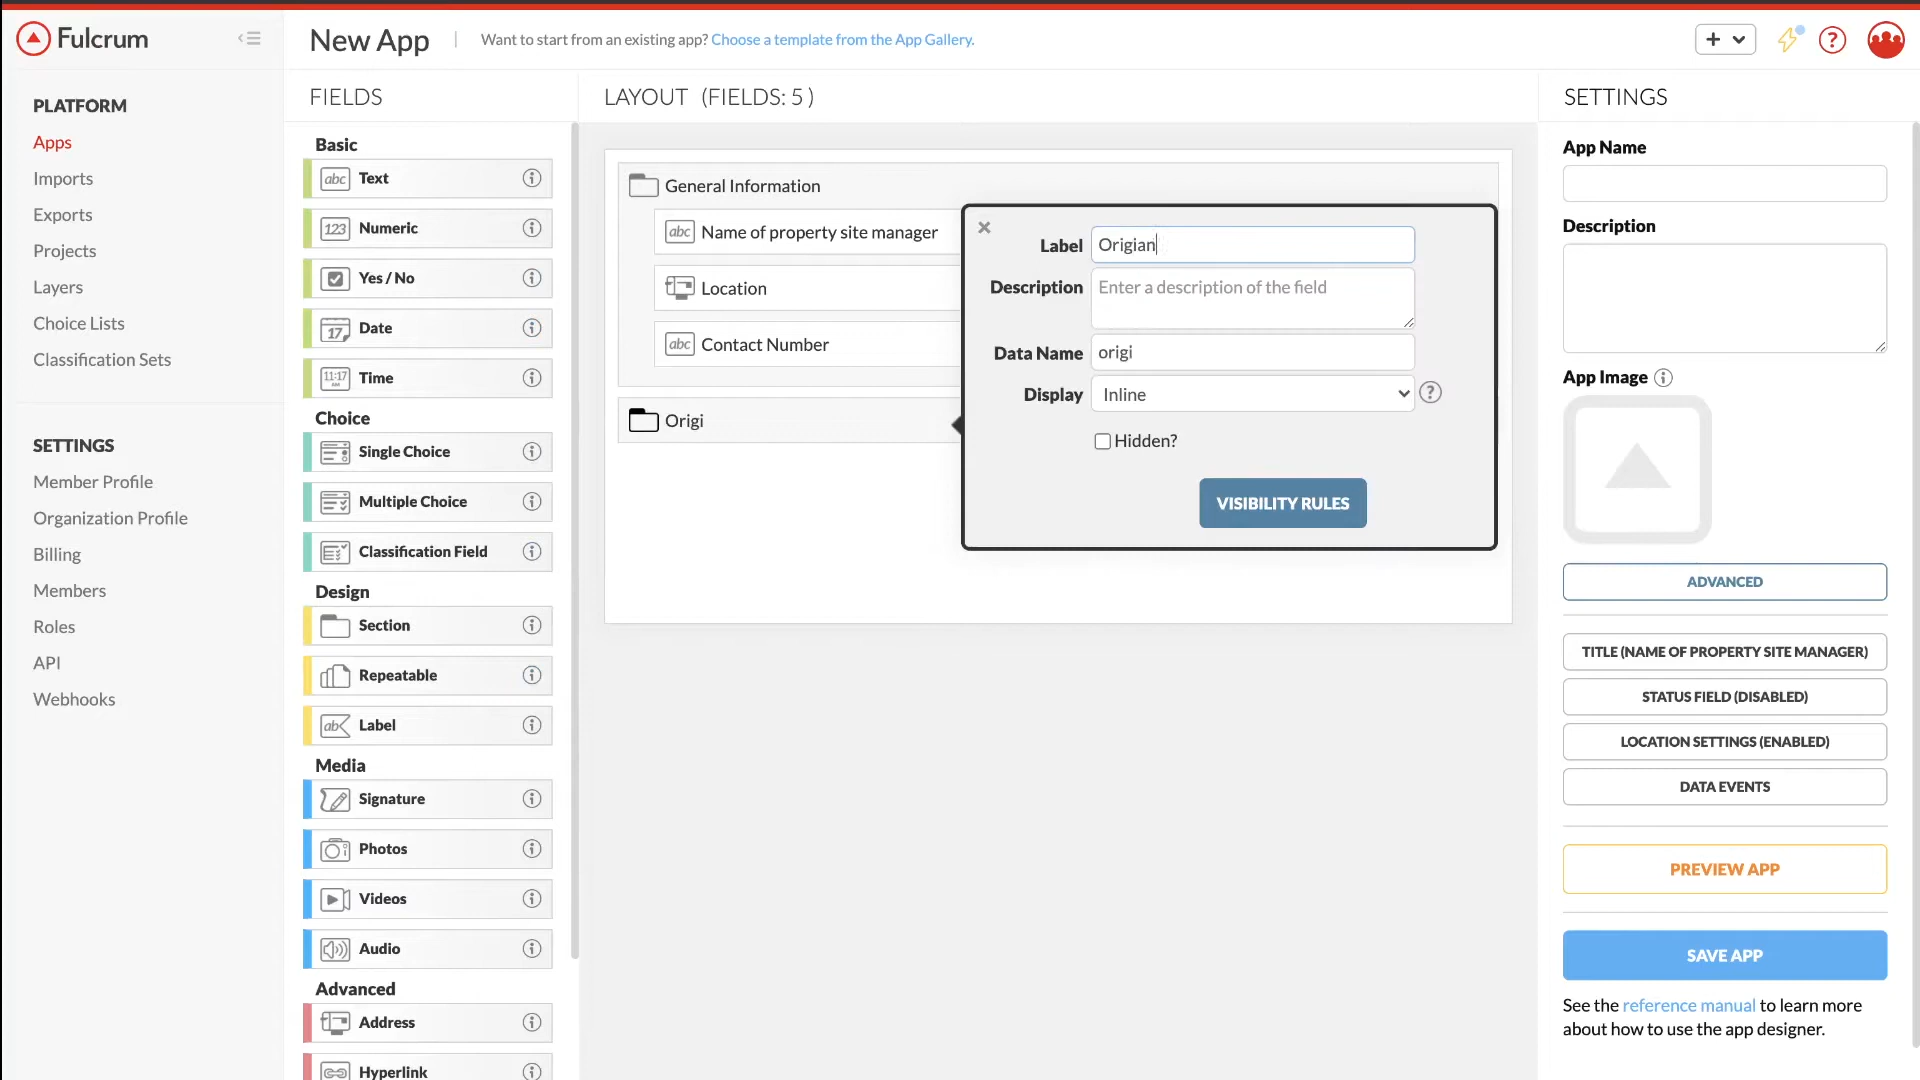 Fulcrum
New App | Want to start from an existing app? Choose a template from the App Gallery.
PLATFORM
Apps
Imports
Exports
Projects
Layers
Choice Lists
Classification Sets
SETTINGS
Member Profile
Organization Profile
Billing
Members
Roles
API
Webhooks
FIELDS
Basic
abc Text
123 Numeric
Yes / No
17 Date
11:17 AM Time
Choice
Single Choice
Multiple Choice
Classification Field
Design
Section
Repeatable
ab Label
Media
Signature
Photos
Videos
Audio
Advanced
Address
Hyperlink
LAYOUT (FIELDS: 5 )
General Information
abc Name of property site manager
Location
abc Contact Number
Origi
Label Origian
Description Enter a description of the field
Data Name origi
Display Inline
Hidden?
VISIBILITY RULES
SETTINGS
App Name
Description
App Image
ADVANCED
TITLE (NAME OF PROPERTY SITE MANAGER)
STATUS FIELD (DISABLED)
LOCATION SETTINGS (ENABLED)
DATA EVENTS
PREVIEW APP
SAVE APP
See the reference manual to learn more
about how to use the app designer.